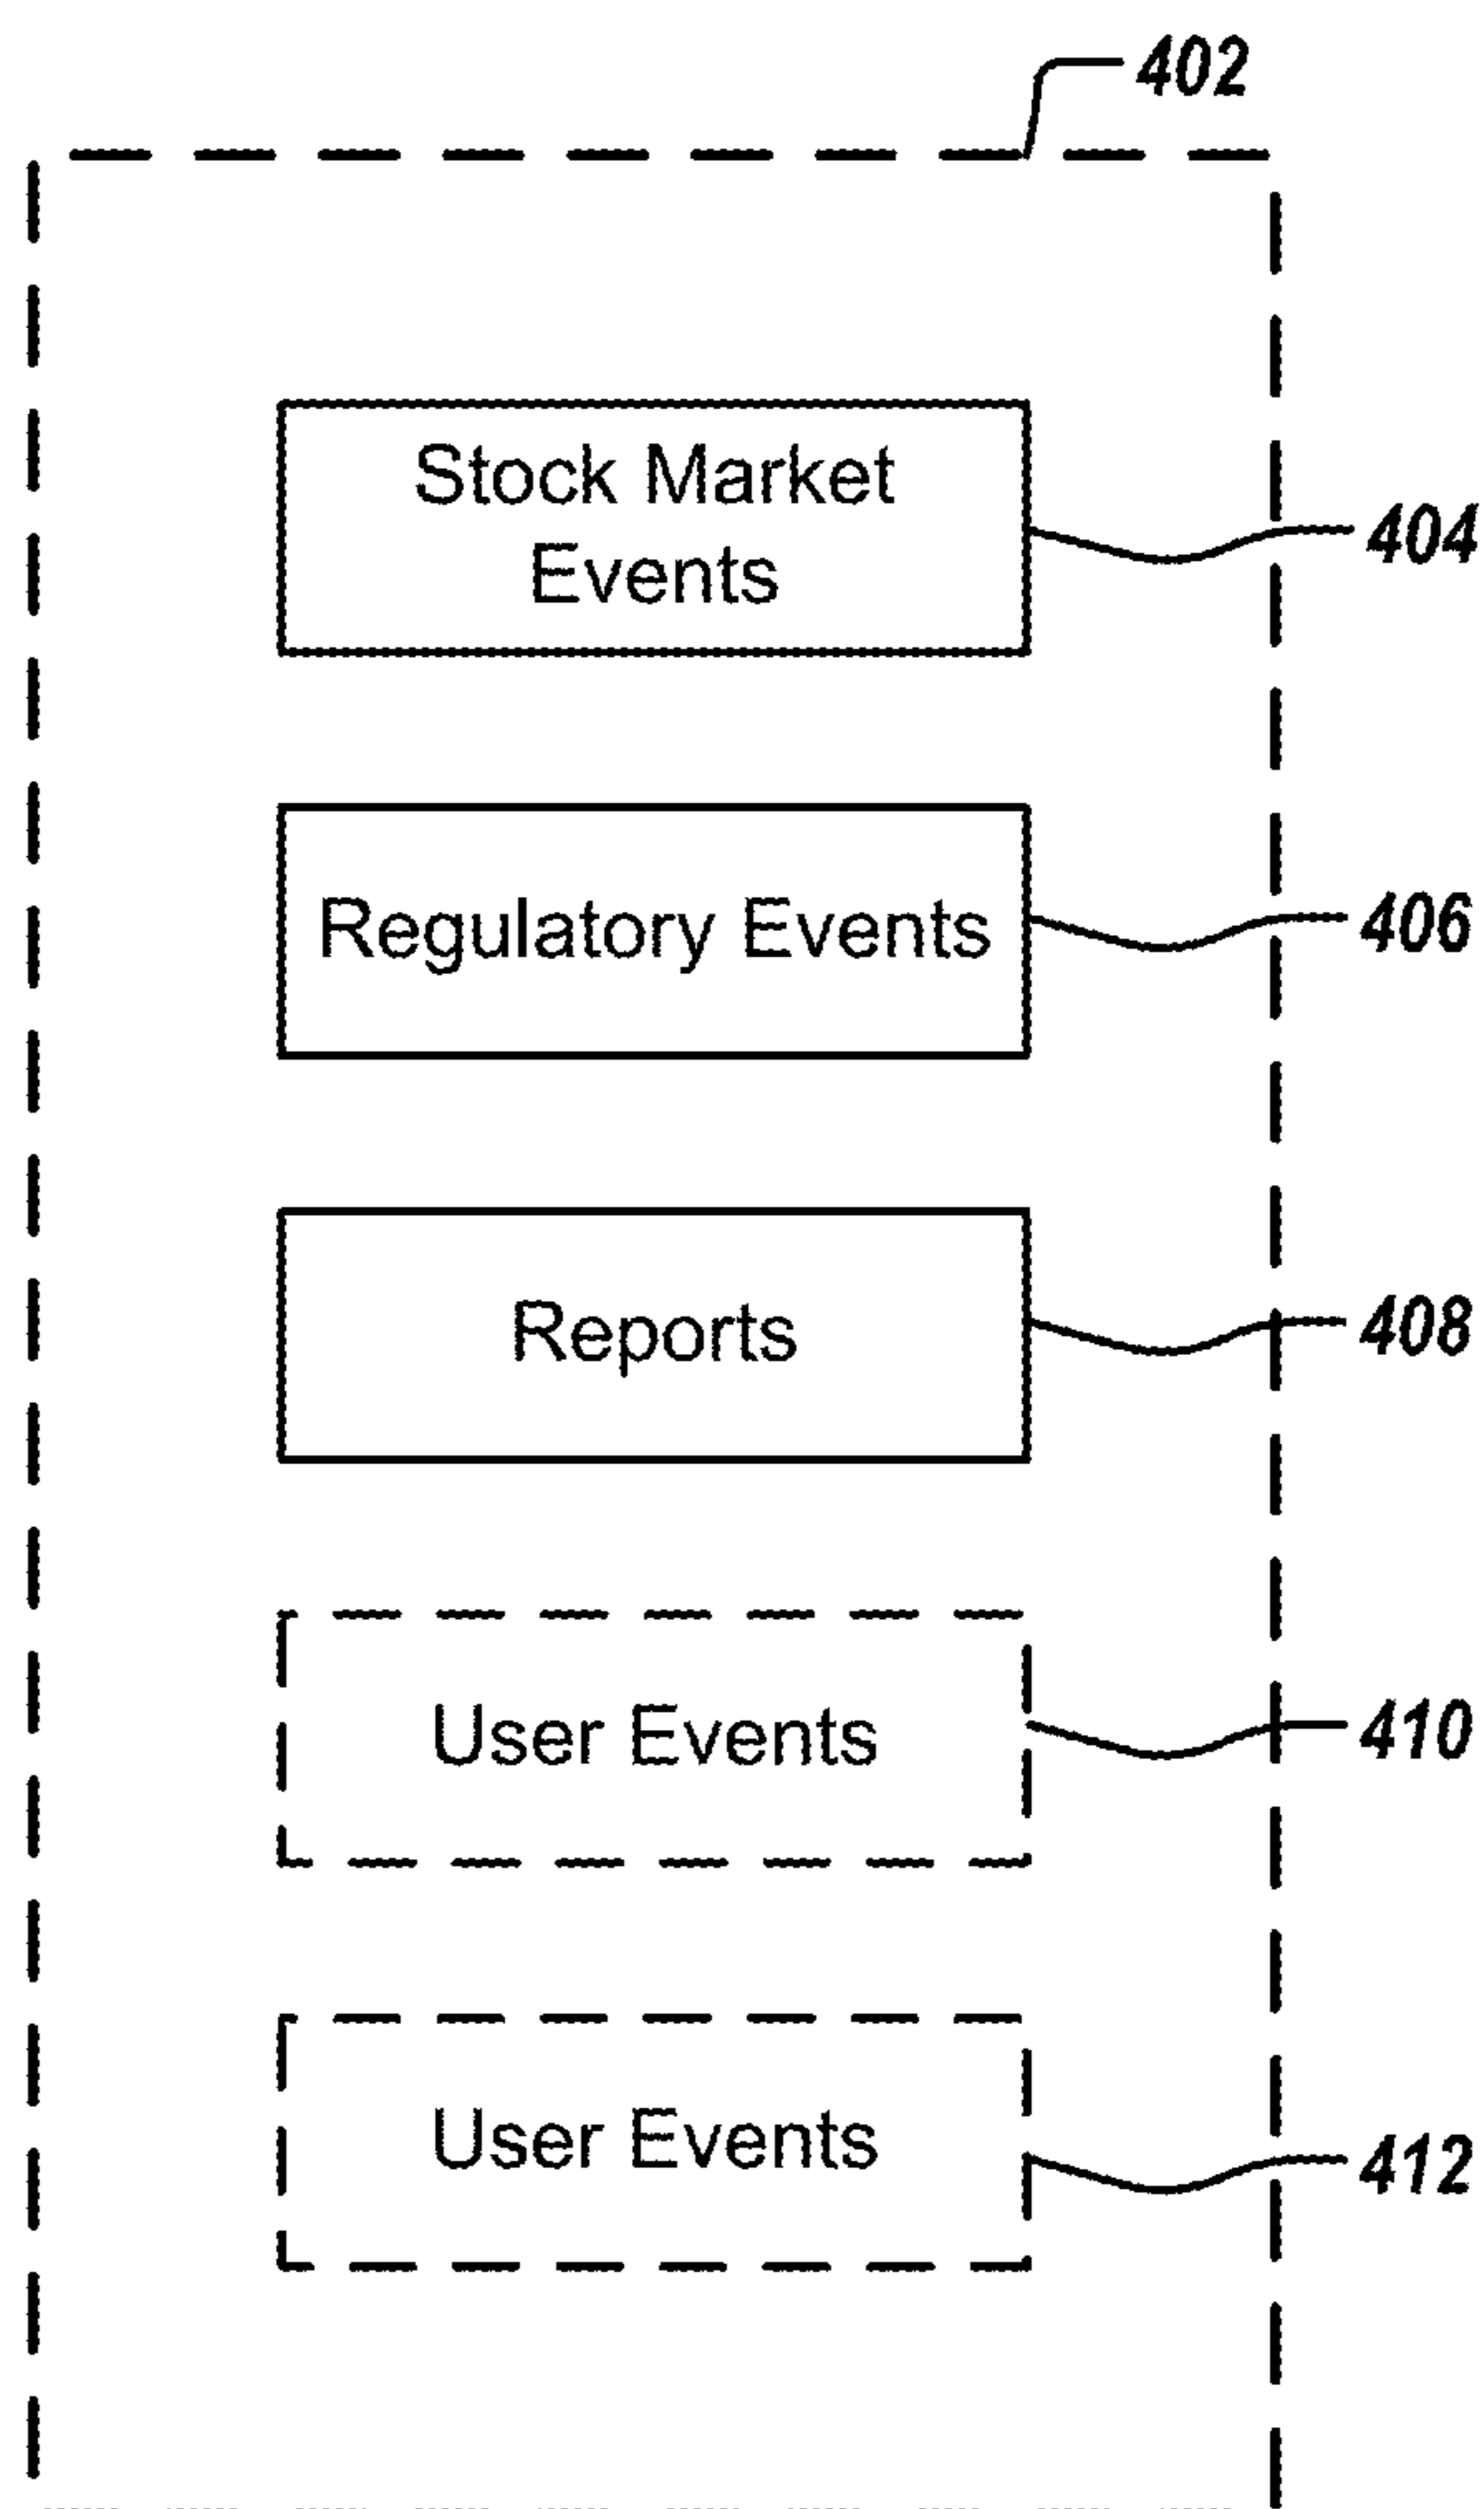 402
Stock Market
Events
404
Regulatory Events
406
Reports
408
User Events
410
User Events
412